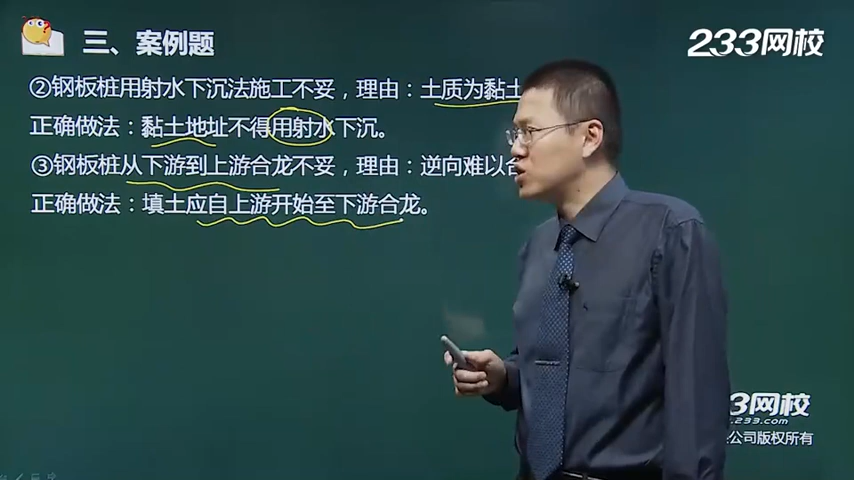 三、案例题
233网校
②钢板桩用射水下沉法施工不妥，理由：土质为黏土
正确做法：黏土地址不得用射水下沉。
③钢板桩从下游到上游合龙不妥，理由：逆向难以合
正确做法：填土应自上游开始至下游合龙。
3网校
.233.com
公司版权所有